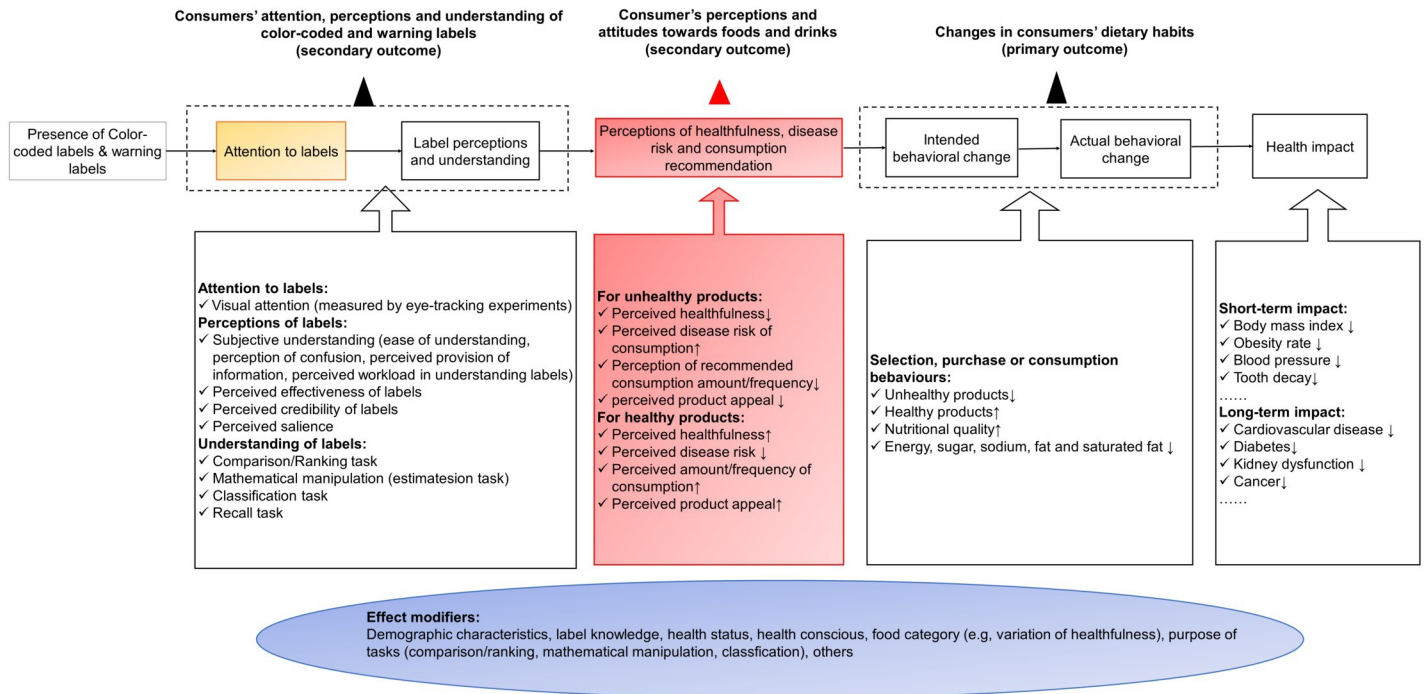 Consumers' attention, perceptions and understanding of
color-coded and warning labels
(secondary outcome)
Consumer's perceptions and
attitudes towards foods and drinks
(secondary outcome)
Changes in consumers' dietary habits
(primary outcome)
Presence of Color-
coded labels & warning
labels
Attention to labels
Label perceptions
and understanding
Perceptions of healthfulness, disease
risk and consumption
recommendation
Intended
behavioral change
Actual behavioral
change
Health impact
Attention to labels:
✓ Visual attention (measured by eye-tracking experiments)
Perceptions of labels:
✓ Subjective understanding (ease of understanding,
perception of confusion, perceived provision of
information, perceived workload in understanding labels)
✓ Perceived effectiveness of labels
✓ Perceived credibility of labels
✓ Perceived salience
Understanding of labels:
✓ Comparison/Ranking task
✓ Mathematical manipulation (estimatesion task)
✓ Classification task
✓ Recall task
For unhealthy products:
✓ Perceived healthfulness↓
✓ Perceived disease risk of
consumption↑
✓ Perception of recommended
consumption amount/frequency↓
✓ perceived product appeal ↓
For healthy products:
✓ Perceived healthfulness↑
✓ Perceived disease risk ↓
✓ Perceived amount/frequency of
consumption↑
✓ Perceived product appeal↑
Selection, purchase or consumption
bebaviours:
✓ Unhealthy products↓
✓ Healthy products↑
✓ Nutritional quality↑
✓ Energy, sugar, sodium, fat and saturated fat ↓
Short-term impact:
✓ Body mass index ↓
✓ Obesity rate ↓
✓ Blood pressure ↓
✓ Tooth decay↓
……
Long-term impact:
✓ Cardiovascular disease ↓
✓ Diabetes↓
✓ Kidney dysfunction ↓
✓ Cancer↓
……
Effect modifiers:
Demographic characteristics, label knowledge, health status, health conscious, food category (e.g, variation of healthfulness), purpose of
tasks (comparison/ranking, mathematical manipulation, classfication), others